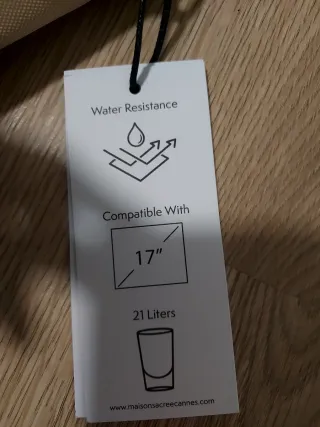 Water Resistance
Compatible With
17"
21 Liters
www.maisonsacreecannes.com